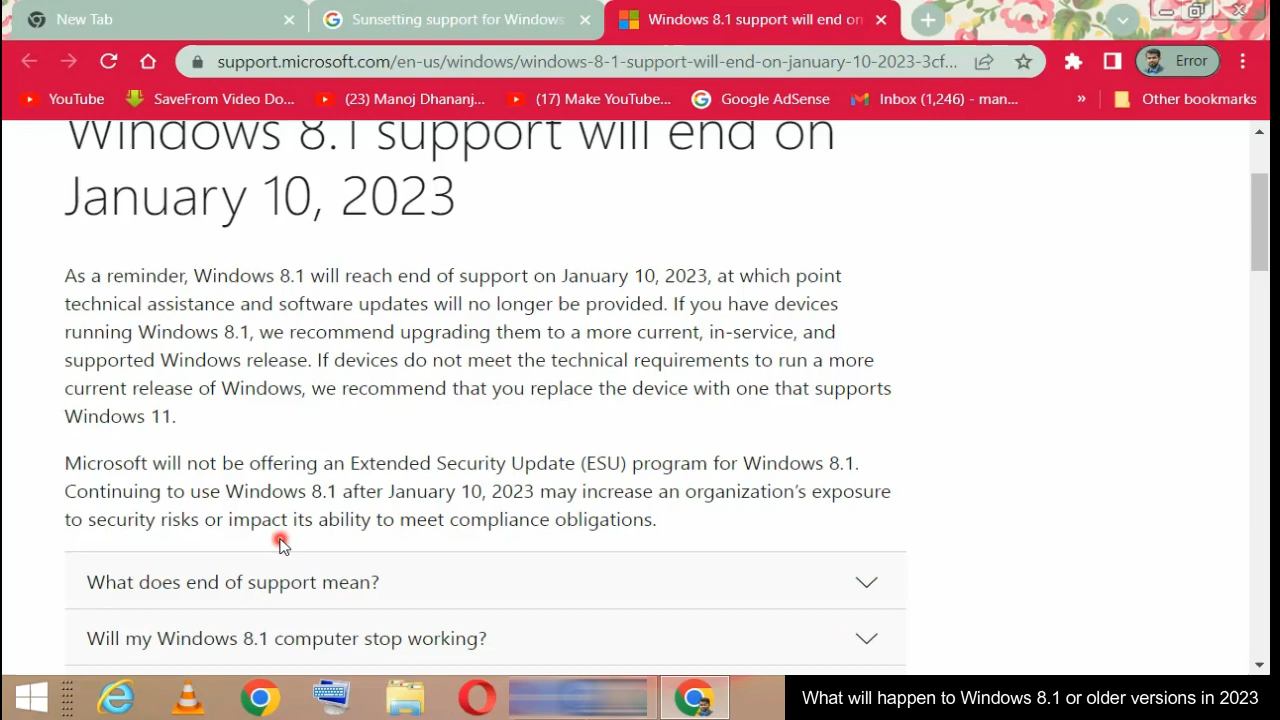 New Tab
Sunsetting support for Windows
Windows 8.1 support will end on
support.microsoft.com/en-us/windows/windows-8-1-support-will-end-on-january-10-2023-3cf...
Error
YouTube
SaveFrom Video Do...
(23) Manoj Dhananj...
(17) Make YouTube...
Google AdSense
Inbox (1,246) - man...
»
Other bookmarks
Windows 8.1 support will end on
January 10, 2023
As a reminder, Windows 8.1 will reach end of support on January 10, 2023, at which point
technical assistance and software updates will no longer be provided. If you have devices
running Windows 8.1, we recommend upgrading them to a more current, in-service, and
supported Windows release. If devices do not meet the technical requirements to run a more
current release of Windows, we recommend that you replace the device with one that supports
Windows 11.
Microsoft will not be offering an Extended Security Update (ESU) program for Windows 8.1.
Continuing to use Windows 8.1 after January 10, 2023 may increase an organization’s exposure
to security risks or impact its ability to meet compliance obligations.
What does end of support mean?
Will my Windows 8.1 computer stop working?
What will happen to Windows 8.1 or older versions in 2023